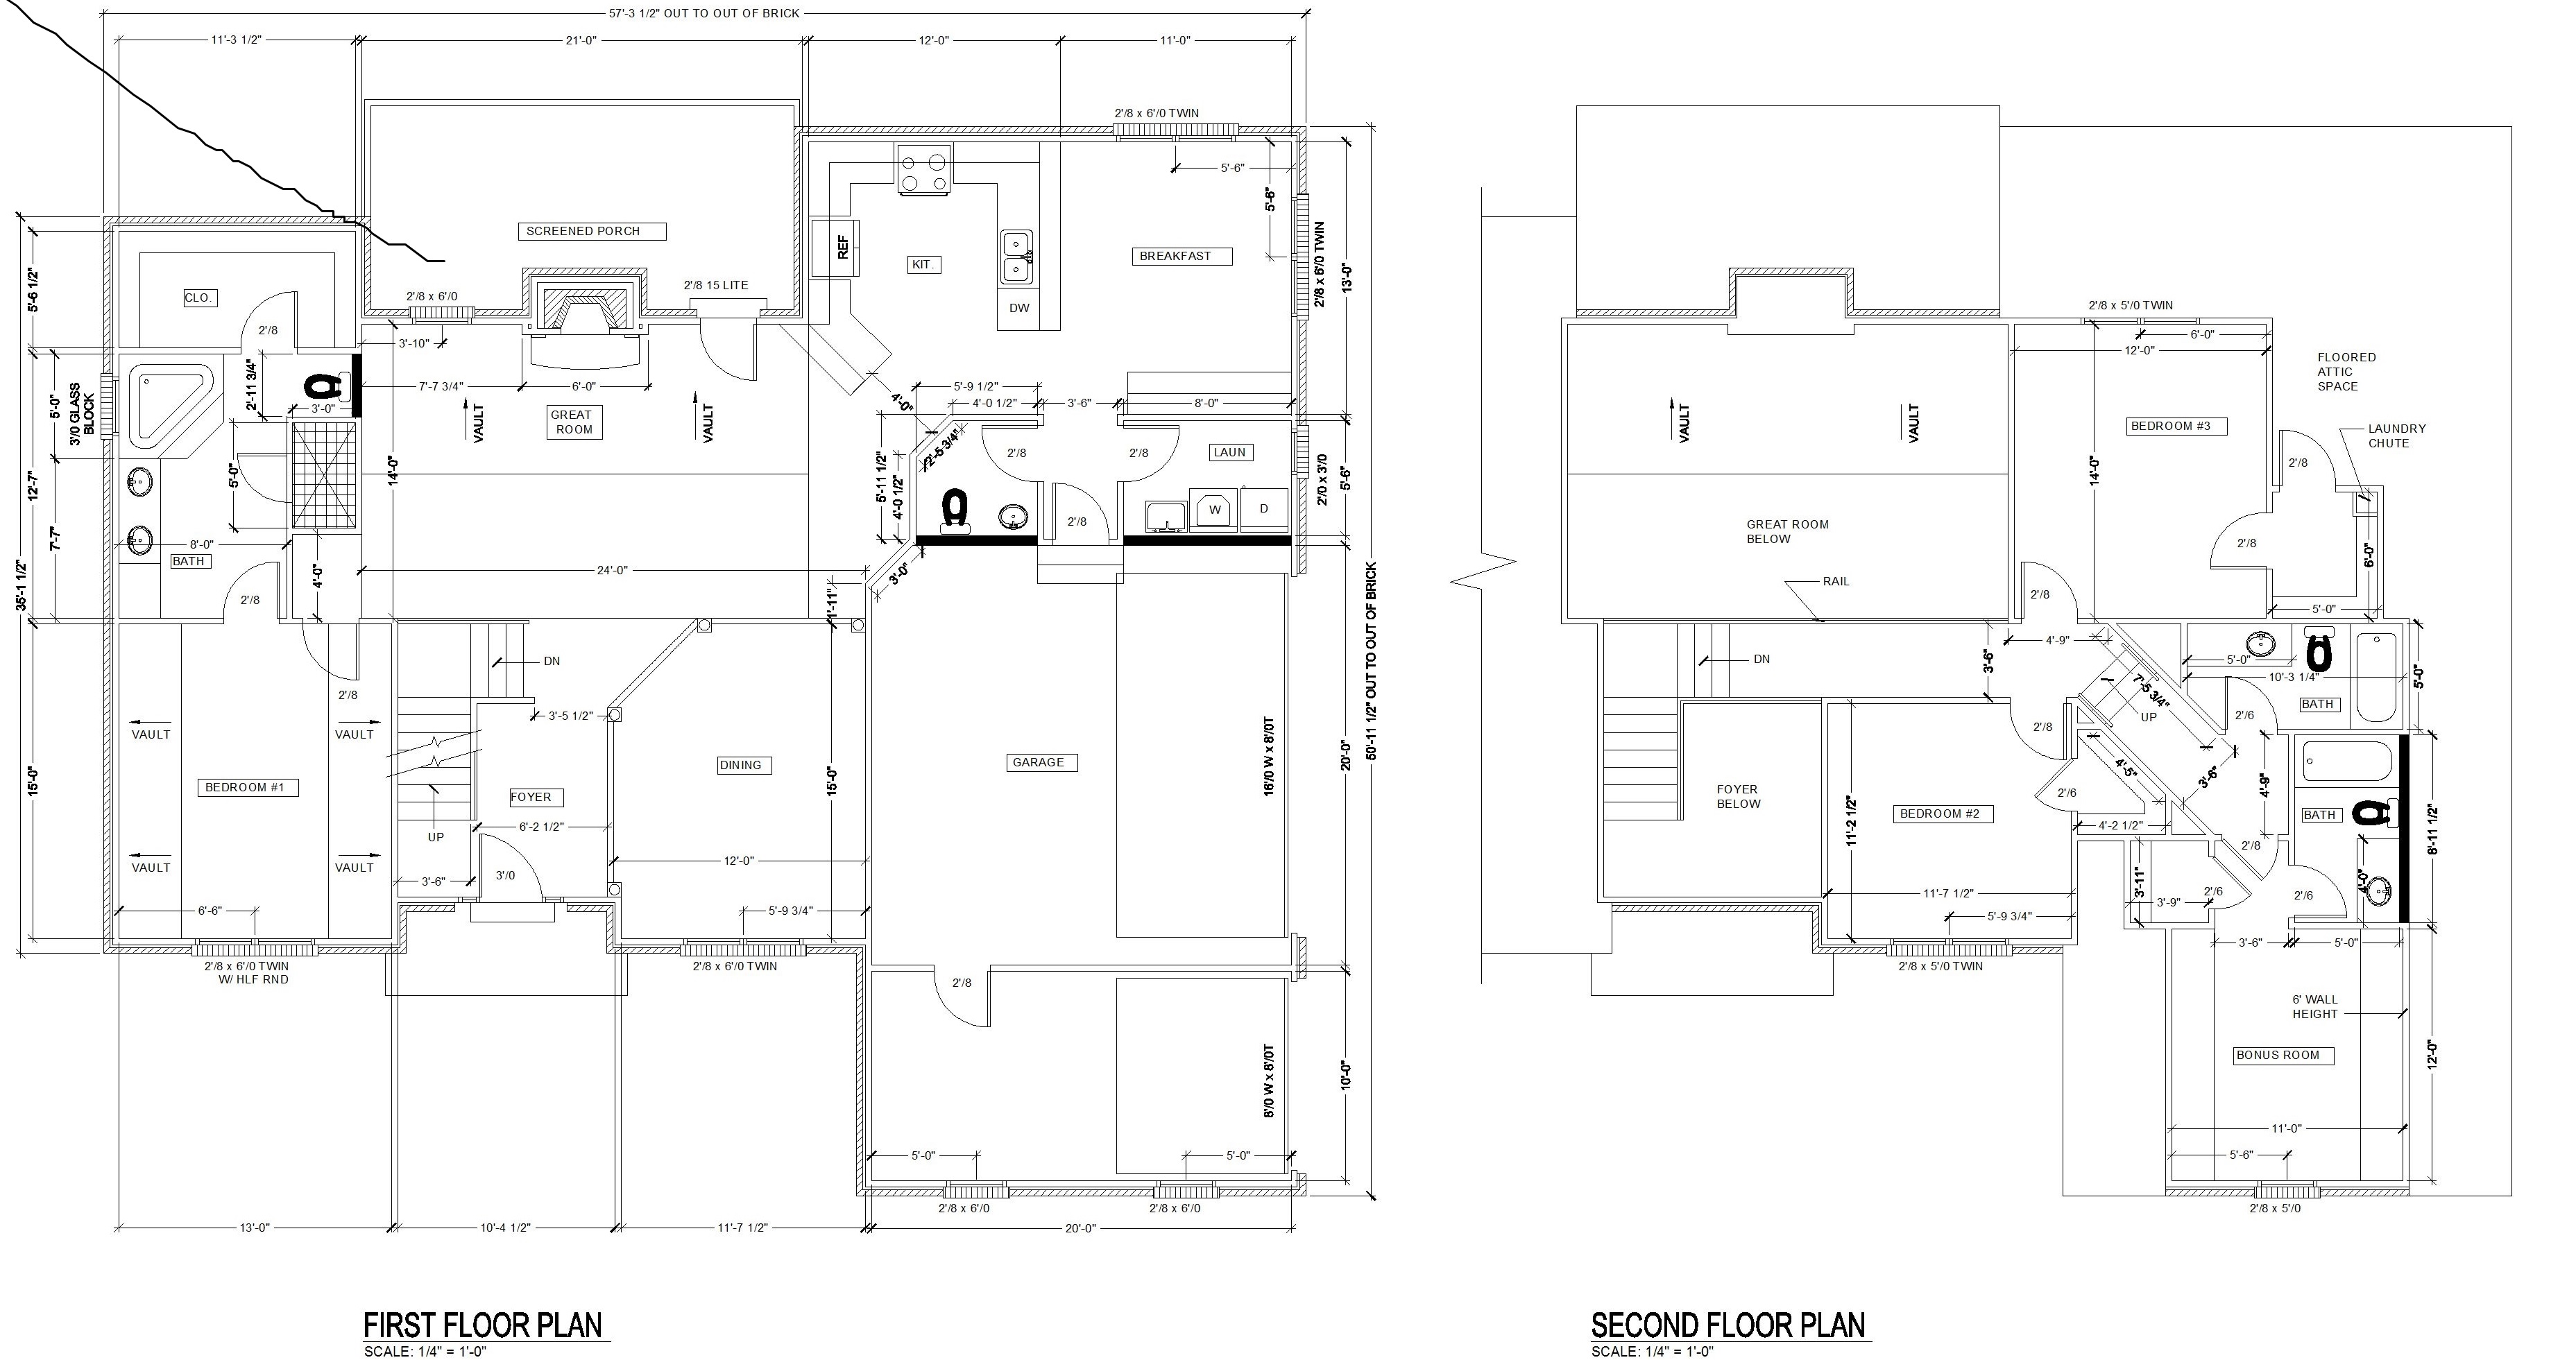 57'-3 1/2" OUT TO OUT OF BRICK
11'-3 1/2"
21'-0"
12'-0"
11'-0"
2'/8 x 6'/0 TWIN
5'-6"
5'-6"
2'/8 x 6'/0 TWIN
13'-0"
SCREENED PORCH
REF
KIT.
BREAKFAST
DW
CLO.
2'/8
5'-6 1/2"
2'/8 x 6'/0
2'/8 15 LITE
3'-10"
7'-7 3/4"
6'-0"
GREAT
ROOM
VAULT
VAULT
2'-11 3/4"
3'-0"
5'-0"
3'/0 GLASS
BLOCK
5'-0"
12'-7"
7'-7"
35'-1 1/2"
8'-0"
BATH
4'-0"
2'/8
14'-0"
24'-0"
5'-9 1/2"
4'-0 1/2"
3'-6"
8'-0"
4'-0"
2'-5 3/4"
5'-11 1/2"
4'-0 1/2"
2'/8
2'/8
2'/8
LAUN
W
D
2'/0 x 3'/0
5'-6"
3'-0"
1'-11"
50'-11 1/2" OUT TO OUT OF BRICK
DN
3'-5 1/2"
2'/8
VAULT
VAULT
BEDROOM #1
VAULT
VAULT
15'-0"
6'-6"
UP
FOYER
6'-2 1/2"
3'-6"
3'/0
DINING
15'-0"
12'-0"
5'-9 3/4"
GARAGE
16'/0 W x 8'/0T
20'-0"
2'/8 x 6'/0 TWIN
W/ HLF RND
2'/8 x 6'/0 TWIN
2'/8
8'/0 W x 8'/0T
10'-0"
5'-0"
5'-0"
2'/8 x 6'/0
2'/8 x 6'/0
13'-0"
10'-4 1/2"
11'-7 1/2"
20'-0"
FIRST FLOOR PLAN
SCALE: 1/4" = 1'-0"
2'/8 x 5'/0 TWIN
6'-0"
12'-0"
FLOORED
ATTIC
SPACE
VAULT
VAULT
BEDROOM #3
LAUNDRY
CHUTE
2'/8
14'-0"
GREAT ROOM
BELOW
2'/8
6'-0"
RAIL
2'/8
5'-0"
4'-9"
3'-6"
DN
5'-0"
10'-3 1/4"
5'-0"
7'-5 3/4"
UP
BATH
2'/6
2'/8
FOYER
BELOW
4'-5"
3'-6"
4'-9"
2'/6
BEDROOM #2
11'-2 1/2"
4'-2 1/2"
BATH
8'-11 1/2"
2'/8
3'-11"
3'-9"
2'/6
2'/6
4'-0"
11'-7 1/2"
5'-9 3/4"
3'-6"
5'-0"
2'/8 x 5'/0 TWIN
6' WALL
HEIGHT
BONUS ROOM
12'-0"
11'-0"
5'-6"
2'/8 x 5'/0
SECOND FLOOR PLAN
SCALE: 1/4" = 1'-0"